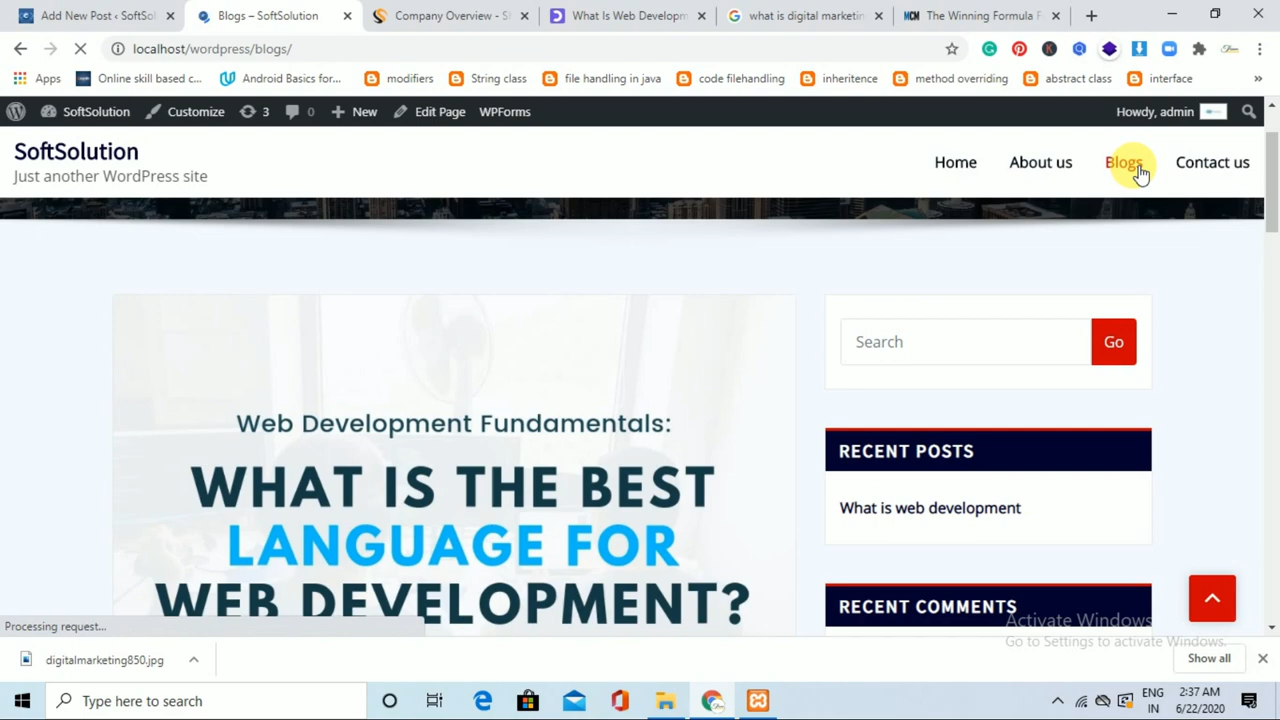 Add New Post ‹ SoftSol
Blogs – SoftSolution
Company Overview - S
What Is Web Developm
what is digital marketin
MCM The Winning Formula F
localhost/wordpress/blogs/
Apps
Online skill based c...
Android Basics for...
modifiers
String class
file handling in java
code filehandling
inheritence
method overriding
abstract class
interface
»
SoftSolution
Customize
3
0
New
Edit Page
WPForms
Howdy, admin
SoftSolution
Just another WordPress site
Home
About us
Blogs
Contact us
Web Development Fundamentals:
WHAT IS THE BEST
LANGUAGE FOR
WEB DEVELOPMENT?
Search
Go
RECENT POSTS
What is web development
RECENT COMMENTS
Activate Windows
Go to Settings to activate Windows.
Processing request...
digitalmarketing850.jpg
Show all
Type here to search
ENG
IN
2:37 AM
6/22/2020